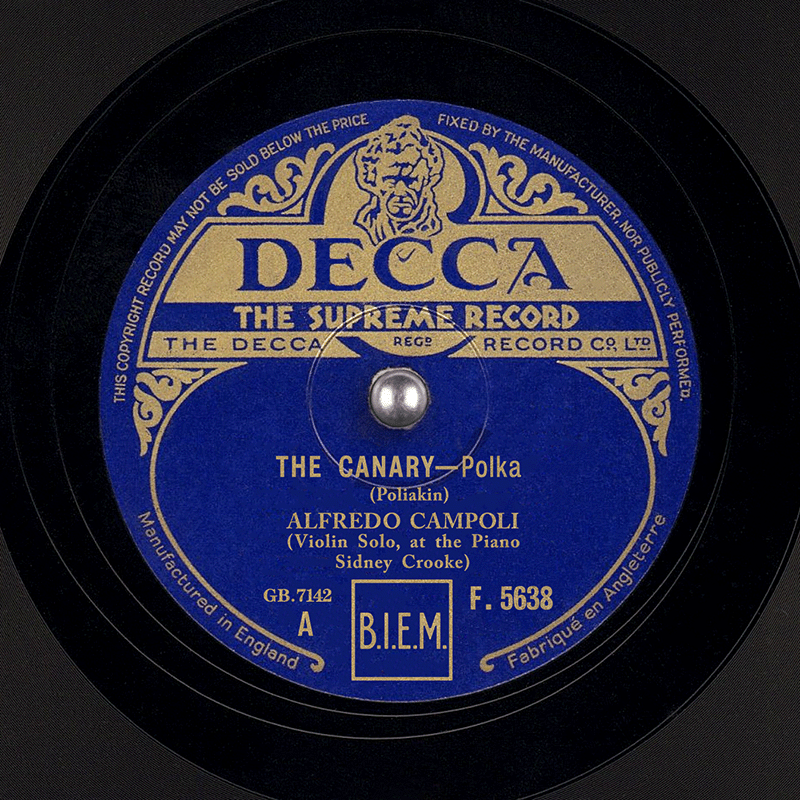 THIS COPYRIGHT RECORD MAY NOT BE SOLD BELOW THE PRICE FIXED BY THE MANUFACTURER, NOR PUBLICLY PERFORMED.
DECCA
THE SUPREME RECORD
THE DECCA REGD RECORD CO. LTD
THE CANARY—Polka
(Poliakin)
ALFREDO CAMPOLI
(Violin Solo, at the Piano
Sidney Crooke)
GB.7142
A
B.I.E.M.
F. 5638
Manufactured in England
Fabriqué en Angleterre